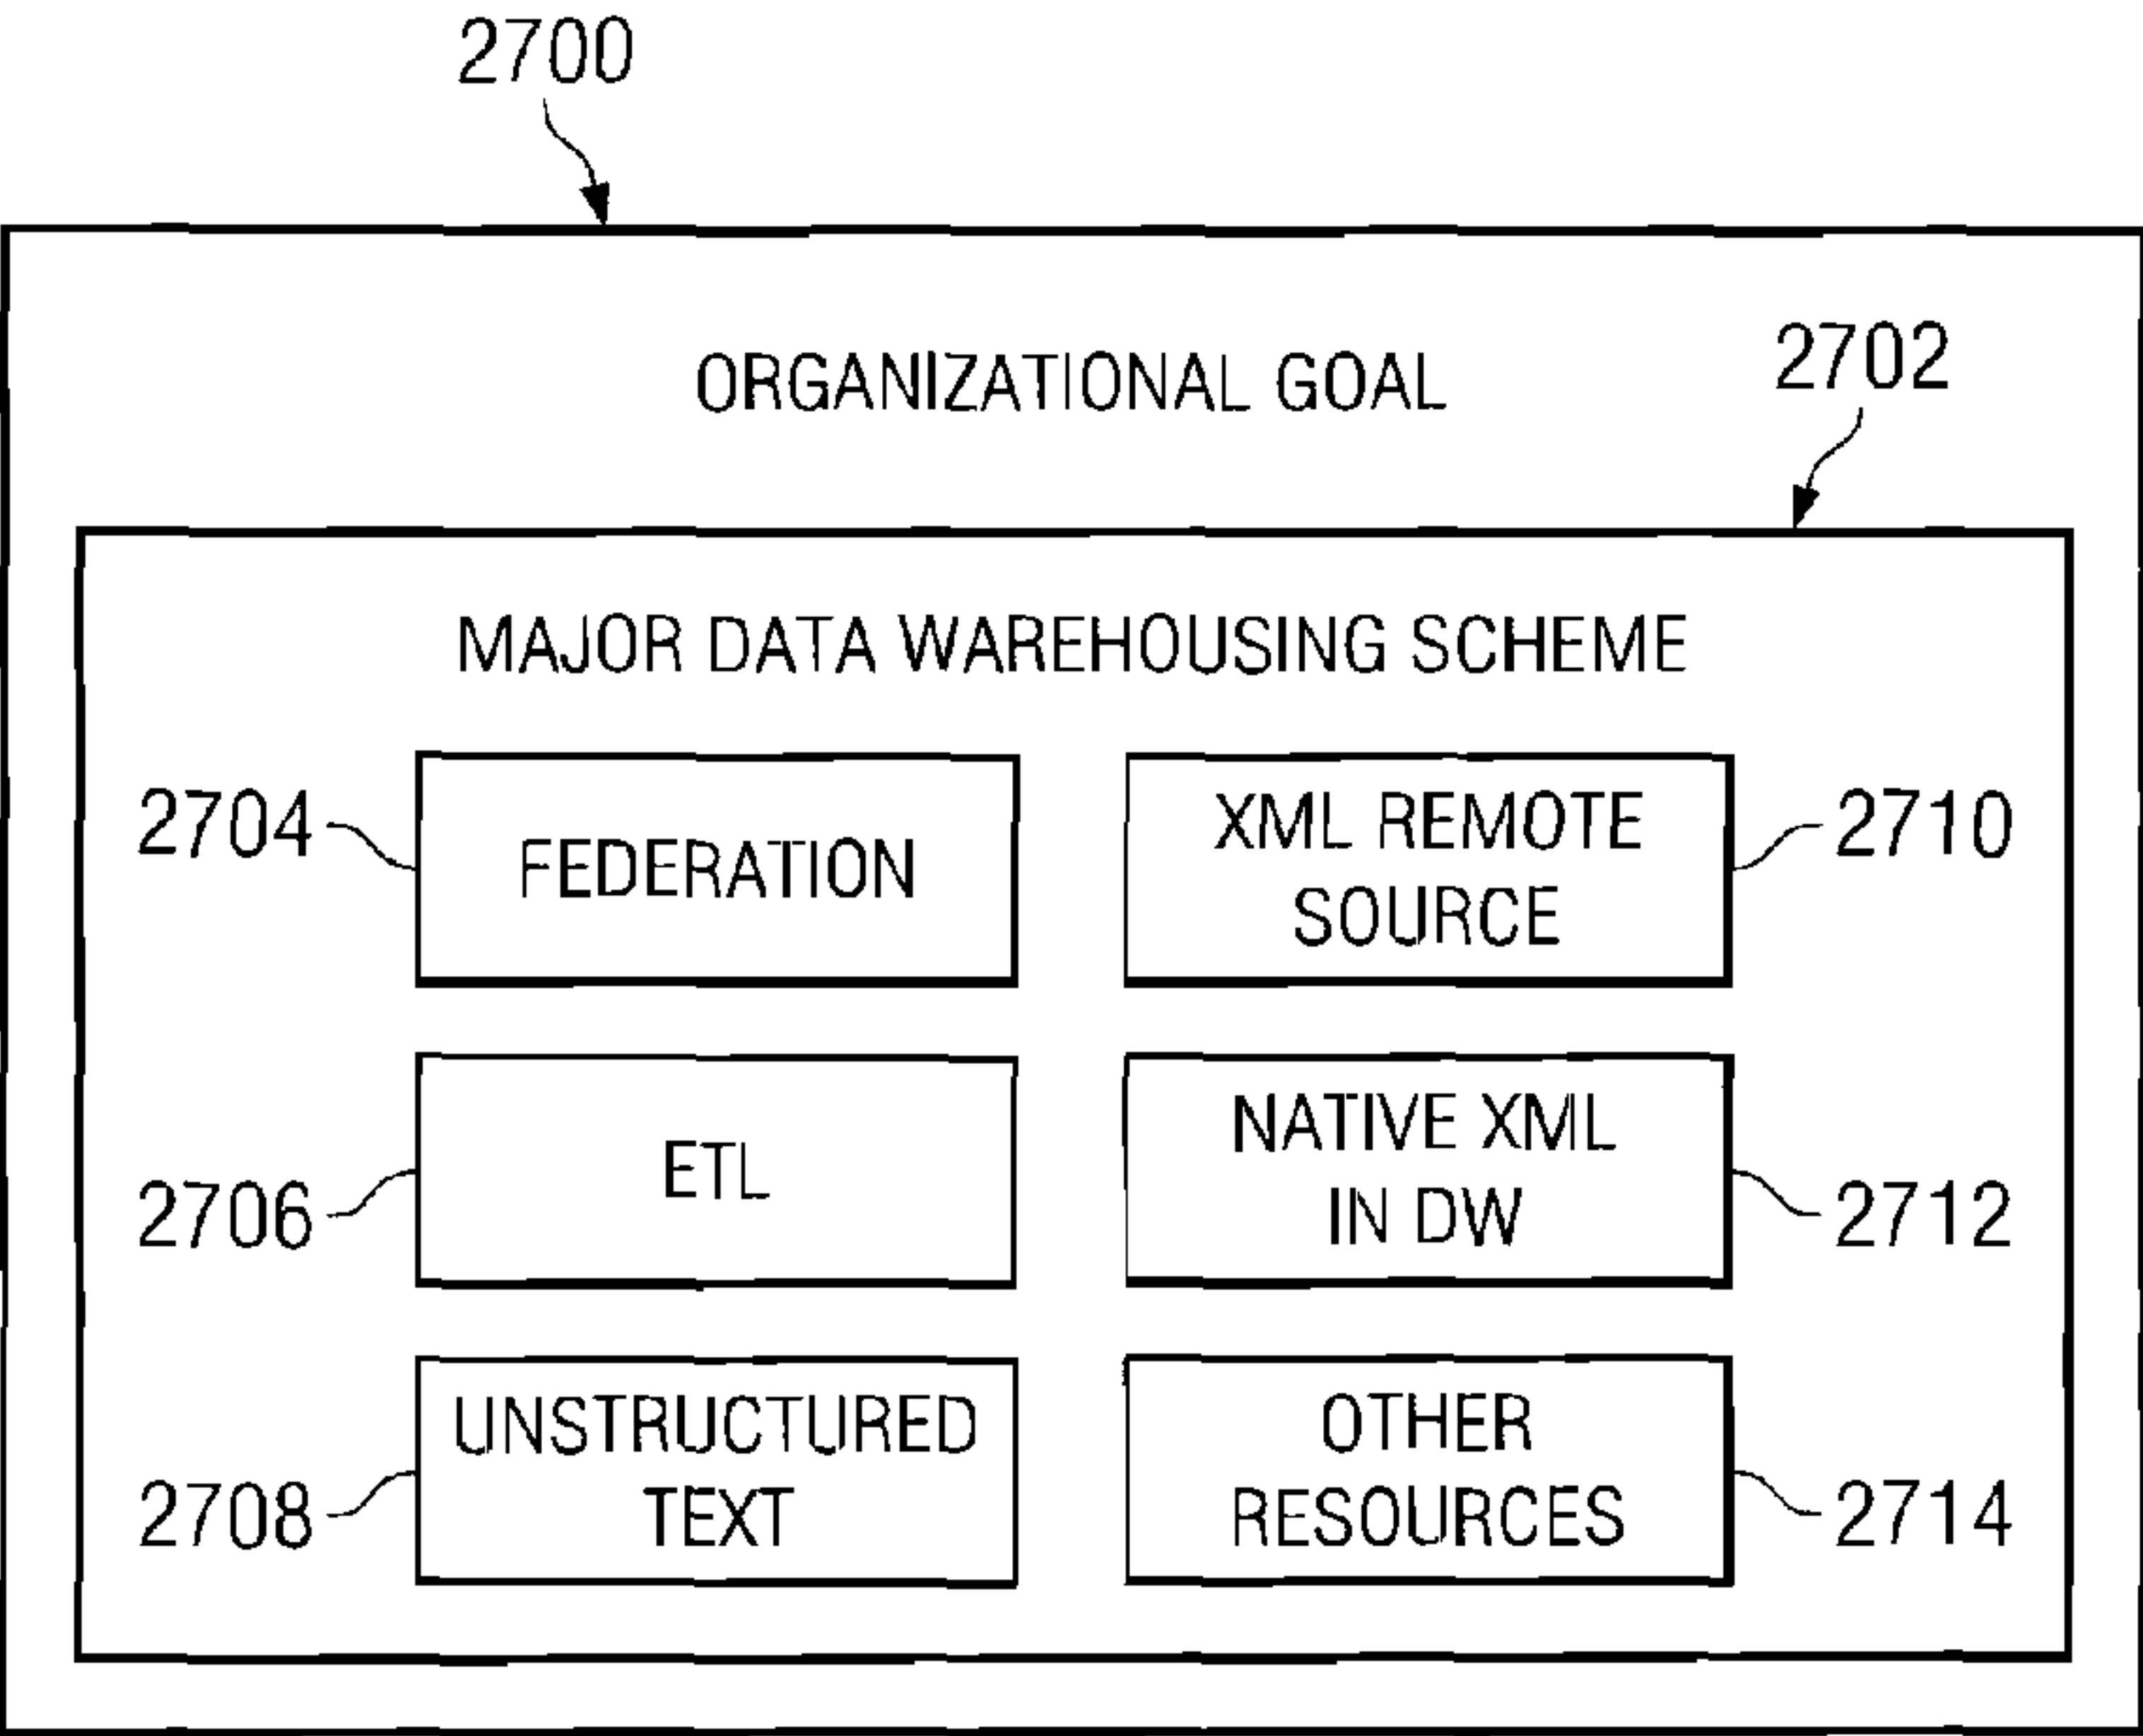 2700
ORGANIZATIONAL GOAL
2702
MAJOR DATA WAREHOUSING SCHEME
2704
FEDERATION
XML REMOTE
SOURCE
2710
2706
ETL
NATIVE XML
IN DW
2712
2708
UNSTRUCTURED
TEXT
OTHER
RESOURCES
2714